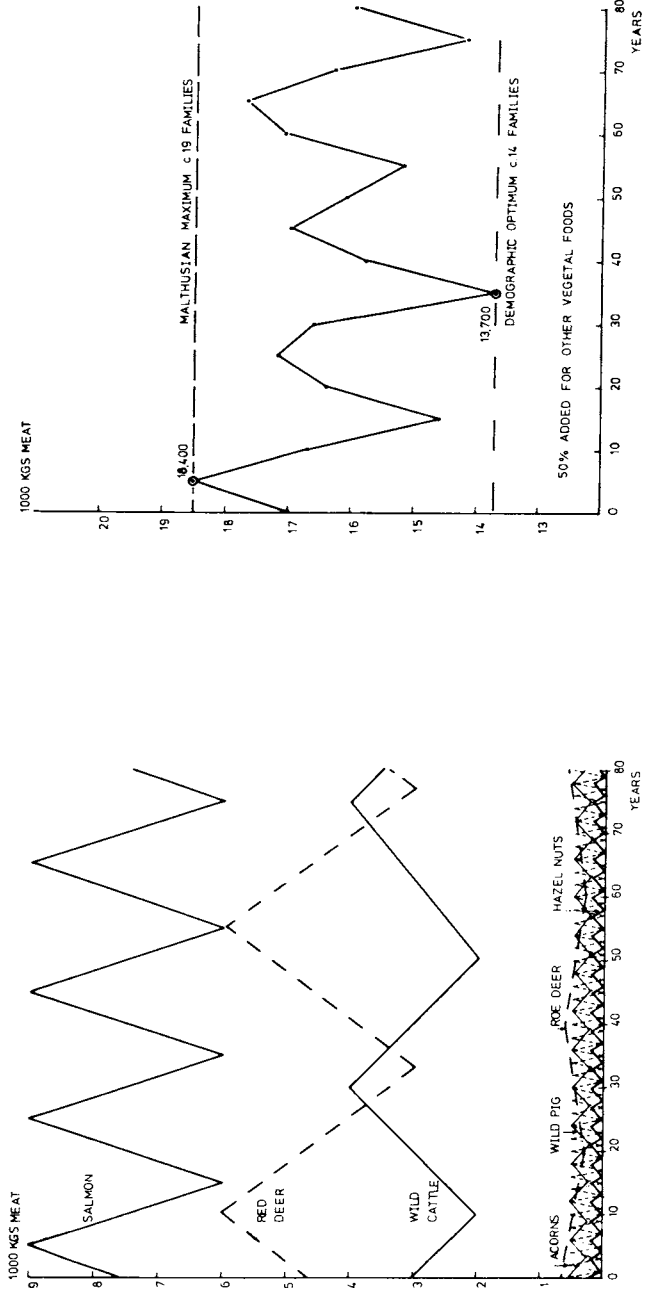 1000 KGS MEAT
9
8
7
6
5
4
3
2
1
SALMON
RED
DEER
WILD
CATTLE
ACORNS
WILD PIG
ROE DEER
HAZEL NUTS
0 10 20 30 40 50 60 70 80
YEARS
1000 KGS MEAT
20
19
18
17
16
15
14
13
18,400
MALTHUSIAN MAXIMUM c 19 FAMILIES
13,700
DEMOGRAPHIC OPTIMUM c 14 FAMILIES
50% ADDED FOR OTHER VEGETAL FOODS
0 10 20 30 40 50 60 70 80
YEARS